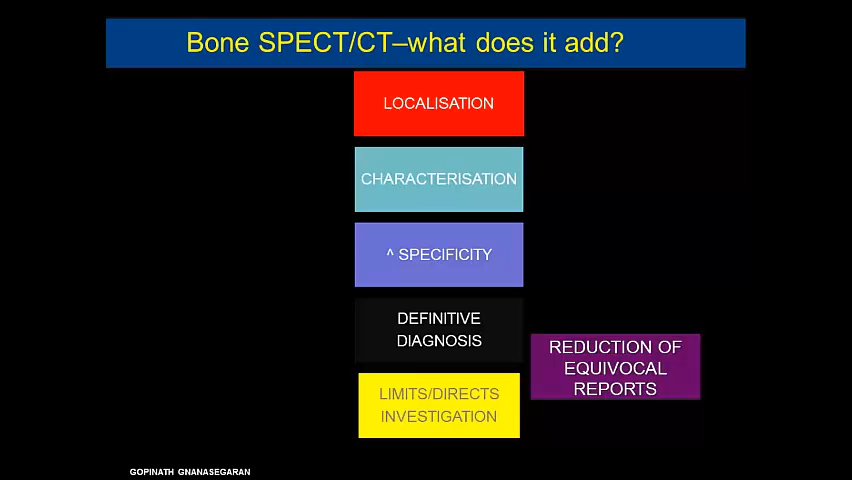 Bone SPECT/CT–what does it add?
LOCALISATION
CHARACTERISATION
^ SPECIFICITY
DEFINITIVE
DIAGNOSIS
REDUCTION OF
EQUIVOCAL
REPORTS
LIMITS/DIRECTS
INVESTIGATION
GOPINATH GNANASEGARAN